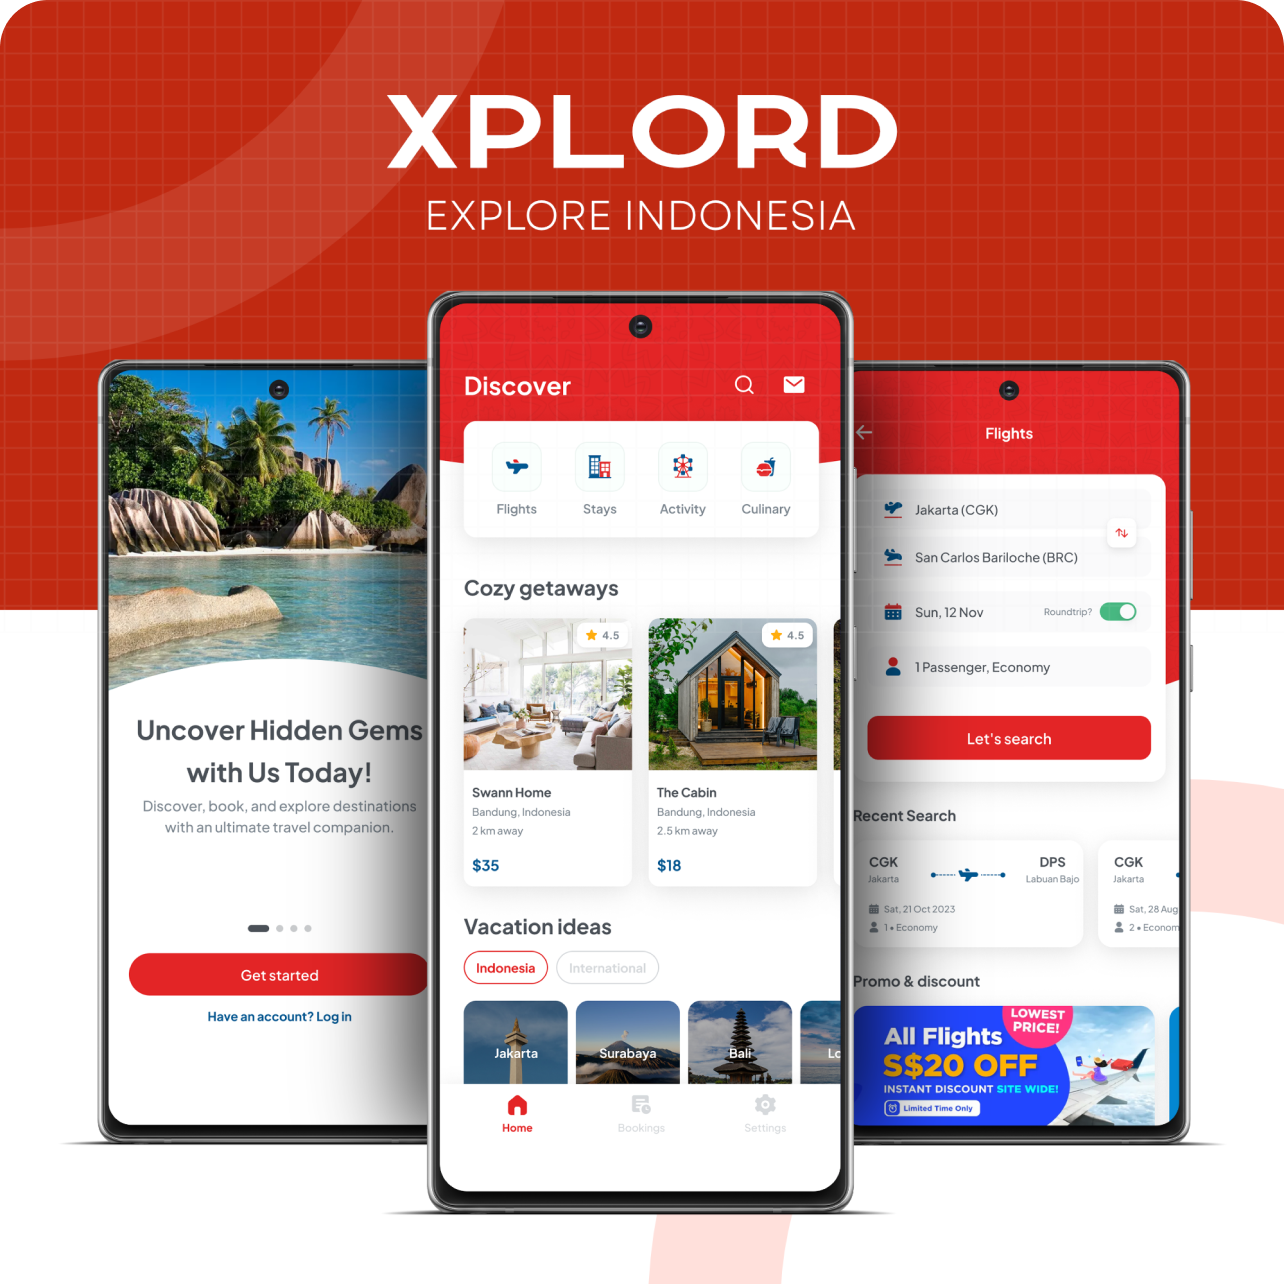 XPLORD
EXPLORE INDONESIA
Uncover Hidden Gems
with Us Today!
Discover, book, and explore destinations
with an ultimate travel companion.
Get started
Have an account? Log in
Discover
Flights
Stays
Activity
Culinary
Cozy getaways
4.5
Swann Home
Bandung, Indonesia
2 km away
$35
4.5
The Cabin
Bandung, Indonesia
2.5 km away
$18
Vacation ideas
Indonesia
International
Jakarta
Surabaya
Bali
Lo
Home
Bookings
Settings
Flights
Jakarta (CGK)
San Carlos Bariloche (BRC)
Sun, 12 Nov
Roundtrip?
1 Passenger, Economy
Let's search
Recent Search
CGK
Jakarta
DPS
Labuan Bajo
Sat, 21 Oct 2023
1 • Economy
CGK
Jakarta
Sat, 28 Aug
2 • Econom
Promo & discount
LOWEST
PRICE!
All Flights
S$20 OFF
INSTANT DISCOUNT SITE WIDE!
Limited Time Only